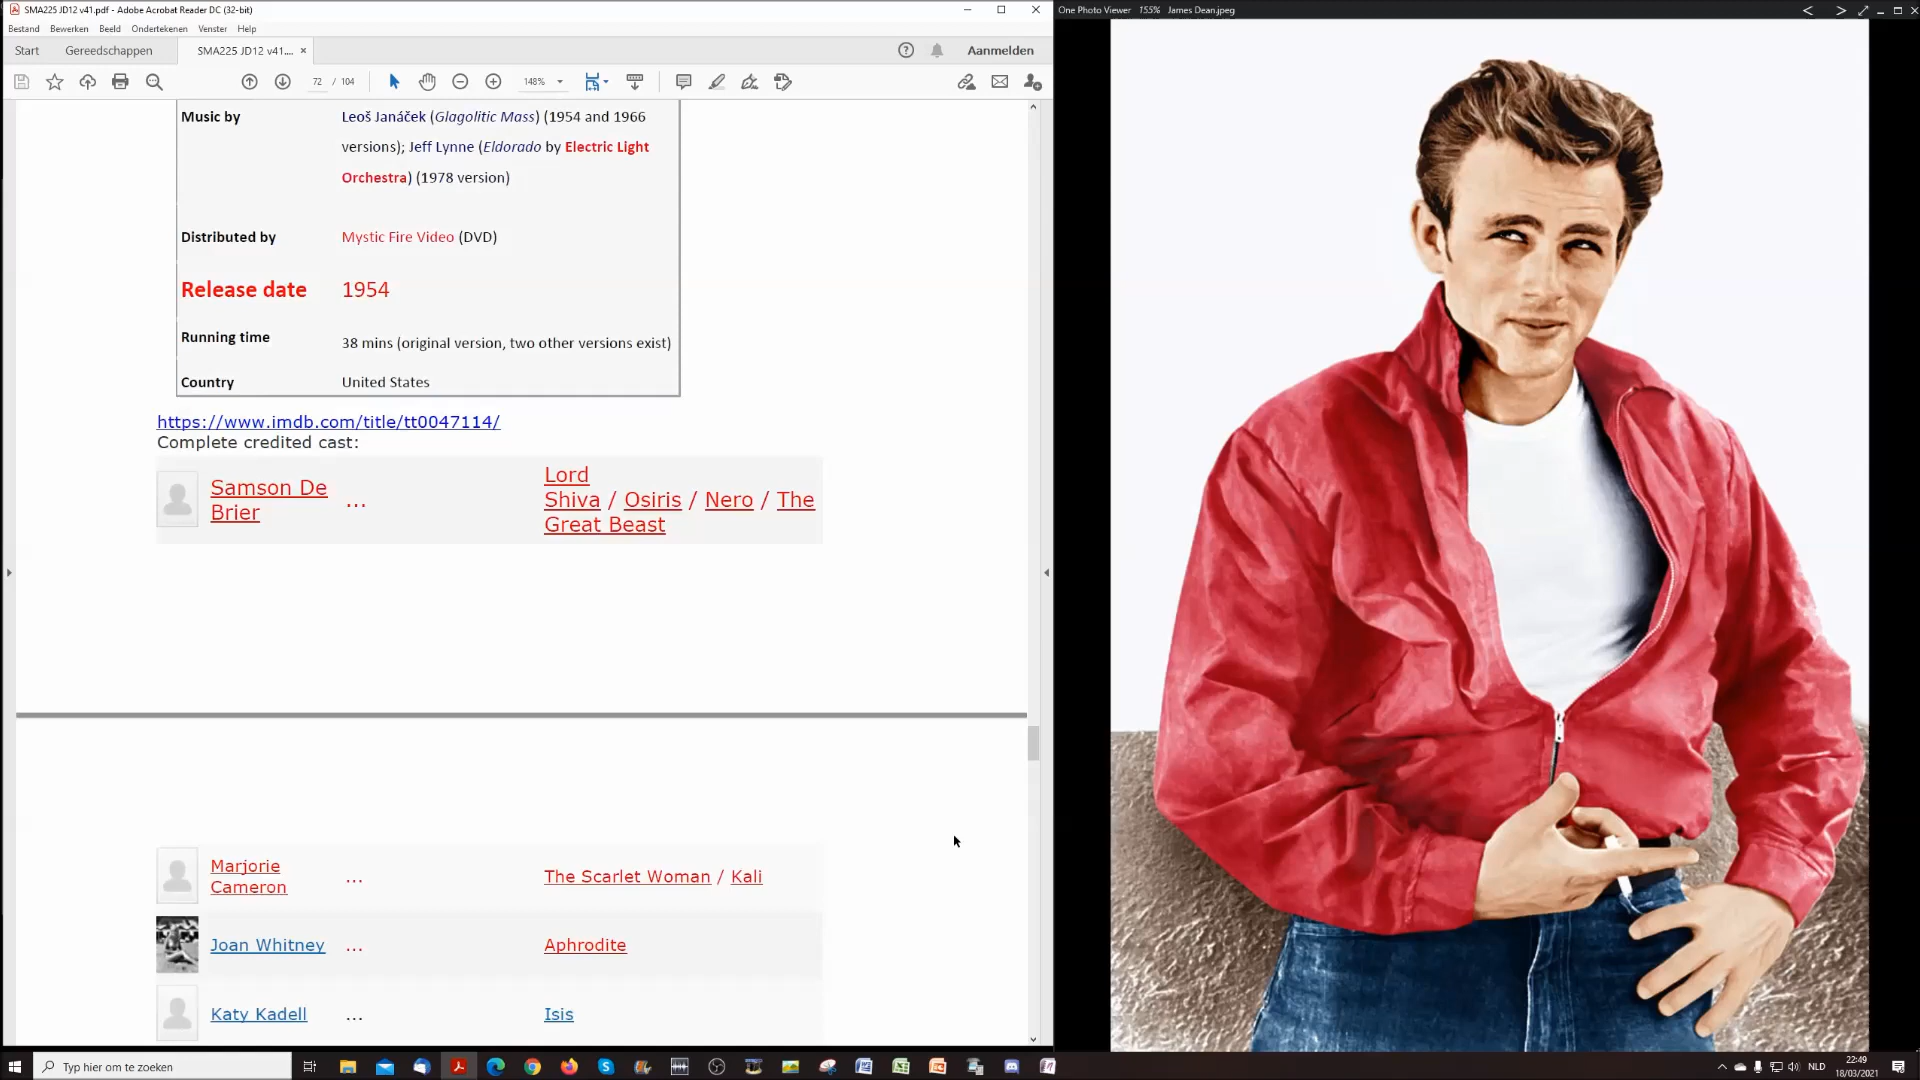 SMA225 JD12 v41.pdf - Adobe Acrobat Reader DC (32-bit)
Bestand Bewerken Beeld Ondertekenen Venster Help
Start Gereedschappen SMA225 JD12 v41.... × Aanmelden
72 / 104 148%
Music by Leoš Janáček (Glagolitic Mass) (1954 and 1966
versions); Jeff Lynne (Eldorado by Electric Light
Orchestra) (1978 version)
Distributed by Mystic Fire Video (DVD)
Release date 1954
Running time 38 mins (original version, two other versions exist)
Country United States
https://www.imdb.com/title/tt0047114/
Complete credited cast:
Samson De
Brier
...
Lord
Shiva / Osiris / Nero / The
Great Beast
Marjorie
Cameron
... The Scarlet Woman / Kali
Joan Whitney ... Aphrodite
Katy Kadell ... Isis
One Photo Viewer 155% James Dean.jpeg
Typ hier om te zoeken
NLD
22:49
18/03/2021